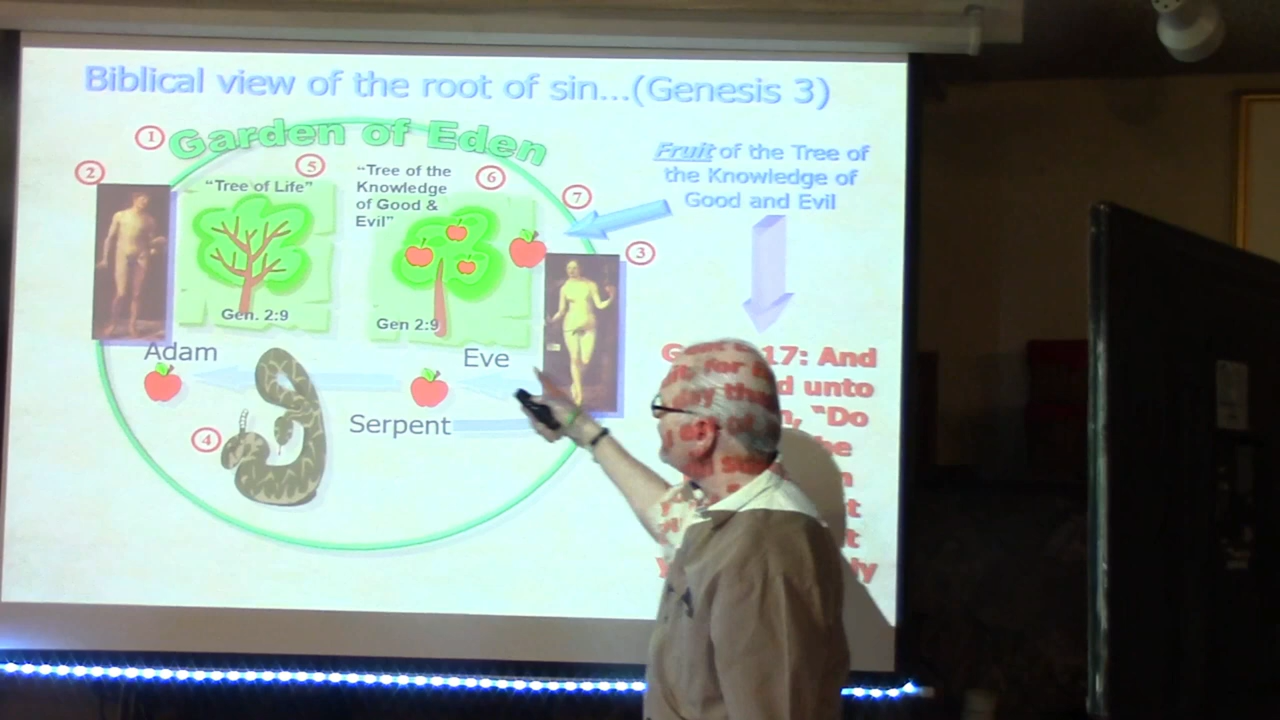 Biblical view of the root of sin...(Genesis 3)
1
Garden of Eden
2
5
"Tree of Life"
Gen. 2:9
"Tree of the
Knowledge
of Good &
Evil"
6
Gen 2:9
7
3
Fruit of the Tree of
the Knowledge of
Good and Evil
Adam
Eve
4
Serpent
17: And
unto
"Do